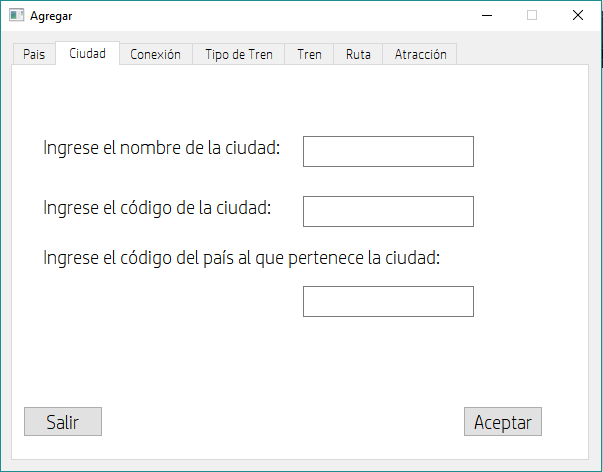 Agregar
Pais Ciudad Conexión Tipo de Tren Tren Ruta Atracción
Ingrese el nombre de la ciudad:
Ingrese el código de la ciudad:
Ingrese el código del país al que pertenece la ciudad:
Salir Aceptar